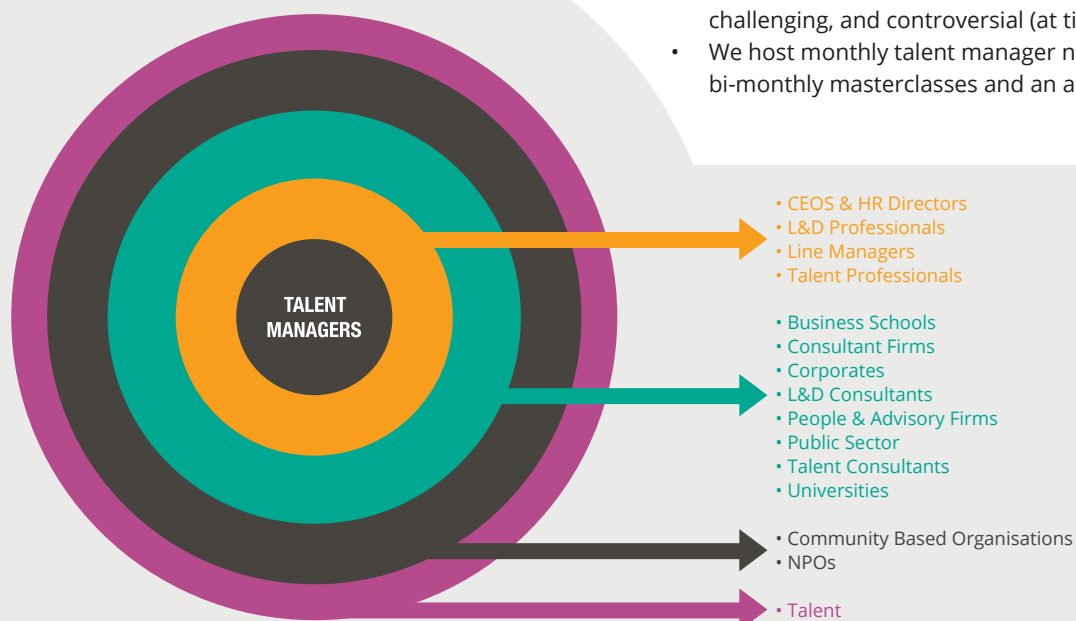 challenging, and controversial (at ti
• We host monthly talent manager n
bi-monthly masterclasses and an a
TALENT
MANAGERS
• CEOS & HR Directors
• L&D Professionals
• Line Managers
• Talent Professionals
• Business Schools
• Consultant Firms
• Corporates
• L&D Consultants
• People & Advisory Firms
• Public Sector
• Talent Consultants
• Universities
• Community Based Organisations
• NPOs
• Talent